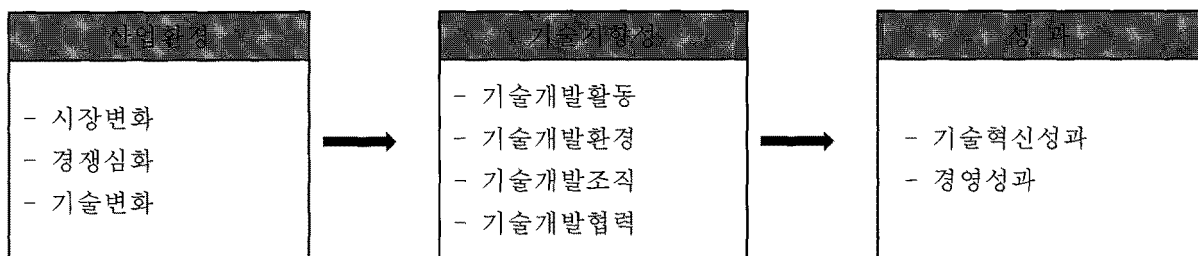 산업환경
- 시장변화
- 경쟁심화
- 기술변화
기술지향성
- 기술개발활동
- 기술개발환경
- 기술개발조직
- 기술개발협력
성 과
- 기술혁신성과
- 경영성과